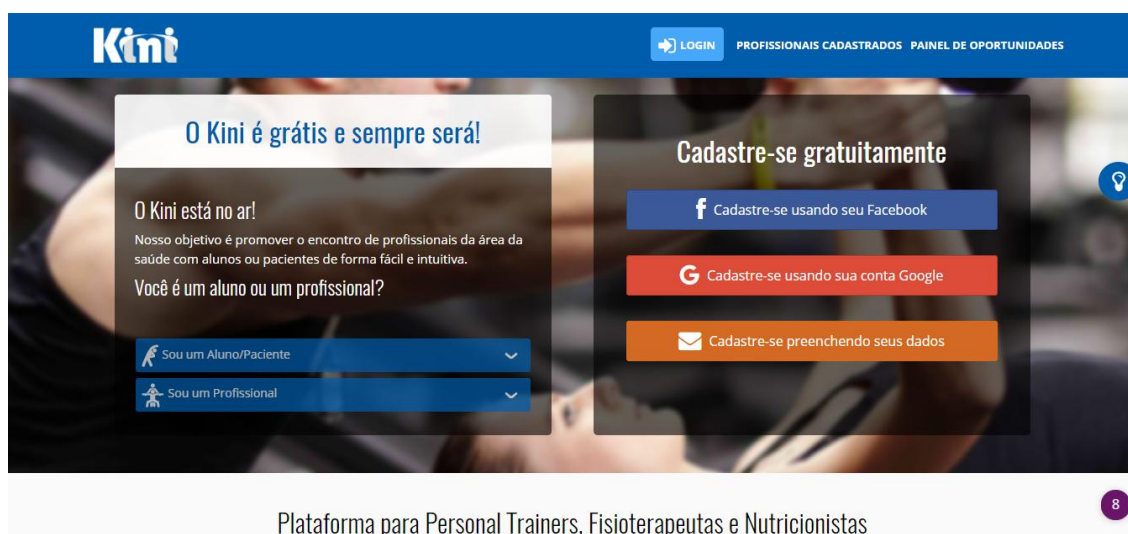 Kini
LOGIN
PROFISSIONAIS CADASTRADOS
PAINEL DE OPORTUNIDADES
O Kini é grátis e sempre será!
O Kini está no ar!
Nosso objetivo é promover o encontro de profissionais da área da
saúde com alunos ou pacientes de forma fácil e intuitiva.
Você é um aluno ou um profissional?
Sou um Aluno/Paciente
Sou um Profissional
Cadastre-se gratuitamente
Cadastre-se usando seu Facebook
Cadastre-se usando sua conta Google
Cadastre-se preenchendo seus dados
8
Plataforma para Personal Trainers, Fisioterapeutas e Nutricionistas